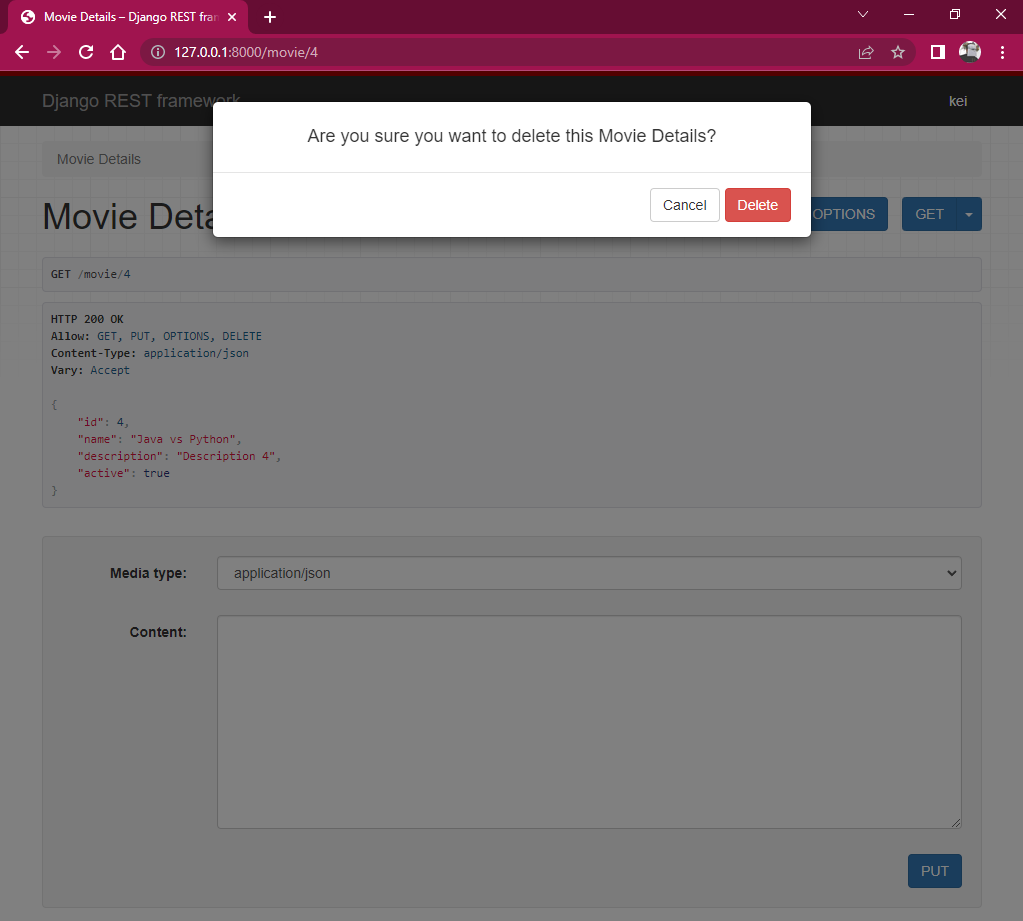 Movie Details – Django REST fran
127.0.0.1:8000/movie/4
Django REST framework
kei
Are you sure you want to delete this Movie Details?
Movie Details
Cancel
Delete
Movie Deta
OPTIONS
GET
GET /movie/4
HTTP 200 OK
Allow: GET, PUT, OPTIONS, DELETE
Content-Type: application/json
Vary: Accept
{
"id": 4,
"name": "Java vs Python",
"description": "Description 4",
"active": true
}
Media type:
application/json
Content:
PUT